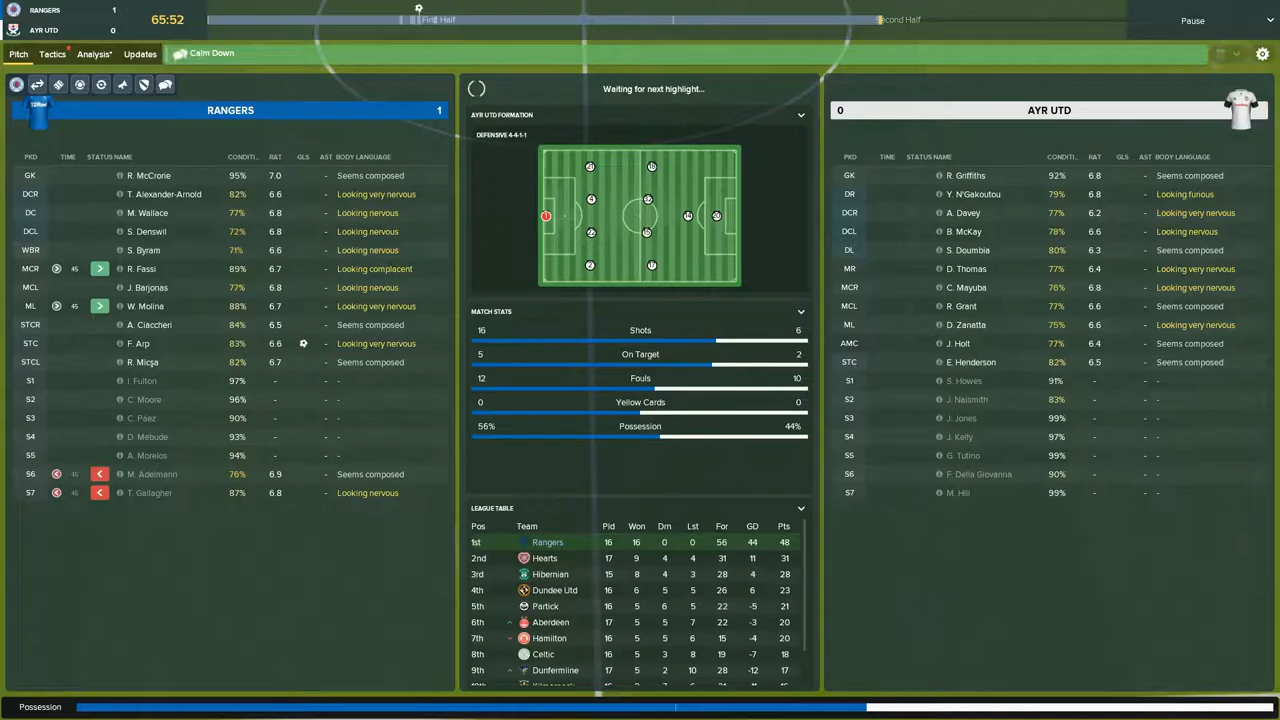 RANGERS 1
AYR UTD 0
65:52
First Half
Second Half
Pause
Pitch Tactics Analysis* Updates Calm Down
RANGERS 1
Waiting for next highlight...
0 AYR UTD
AYR UTD FORMATION
DEFENSIVE 4-4-1-1
PKD TIME STATUS NAME CONDITI... RAT GLS AST BODY LANGUAGE
GK R. McCrorie 95% 7.0 - Seems composed
DCR T. Alexander-Arnold 82% 6.6 - Looking very nervous
DC M. Wallace 77% 6.8 - Looking nervous
DCL S. Denswil 72% 6.8 - Looking nervous
WBR S. Byram 71% 6.6 - Looking nervous
MCR 45 R. Fassi 89% 6.7 - Looking complacent
MCL J. Barjonas 77% 6.8 - Looking nervous
ML 45 W. Molina 88% 6.7 - Looking very nervous
STCR A. Ciaccheri 84% 6.5 - Seems composed
STC F. Arp 83% 6.6 - Looking very nervous
STCL R. Micșa 82% 6.7 - Seems composed
S1 I. Fulton 97% - - -
S2 C. Moore 96% - - -
S3 C. Páez 90% - - -
S4 D. Mebude 93% - - -
S5 A. Morelos 94% - - -
S6 45 M. Adelmann 76% 6.9 - Seems composed
S7 45 T. Gallagher 87% 6.8 - Looking nervous
MATCH STATS
16 Shots 6
5 On Target 2
12 Fouls 10
0 Yellow Cards 0
56% Possession 44%
LEAGUE TABLE
Pos Team Pld Won Drn Lst For GD Pts
1st Rangers 16 16 0 0 56 44 48
2nd Hearts 17 9 4 4 31 11 31
3rd Hibernian 15 8 4 3 28 4 28
4th Dundee Utd 16 6 5 5 26 6 23
5th Partick 16 5 6 5 22 -5 21
6th Aberdeen 17 5 5 7 22 -3 20
7th Hamilton 16 5 5 6 15 -4 20
8th Celtic 16 5 3 8 19 -7 18
9th Dunfermline 17 5 2 10 28 -12 17
PKD TIME STATUS NAME CONDITI... RAT GLS AST BODY LANGUAGE
GK R. Griffiths 92% 6.8 - Seems composed
DR Y. N'Gakoutou 79% 6.8 - Looking furious
DCR A. Davey 77% 6.2 - Looking very nervous
DCL B. McKay 78% 6.6 - Looking nervous
DL S. Doumbia 80% 6.3 - Seems composed
MR D. Thomas 77% 6.4 - Looking very nervous
MCR C. Mayuba 76% 6.8 - Looking very nervous
MCL R. Grant 77% 6.6 - Seems composed
ML D. Zanatta 75% 6.6 - Looking very nervous
AMC J. Holt 77% 6.4 - Seems composed
STC E. Henderson 82% 6.5 - Seems composed
S1 S. Howes 91% - - -
S2 J. Naismith 83% - - -
S3 J. Jones 99% - - -
S4 J. Kelly 97% - - -
S5 G. Tutino 99% - - -
S6 F. Della Giovanna 90% - - -
S7 M. Hill 99% - - -
Possession